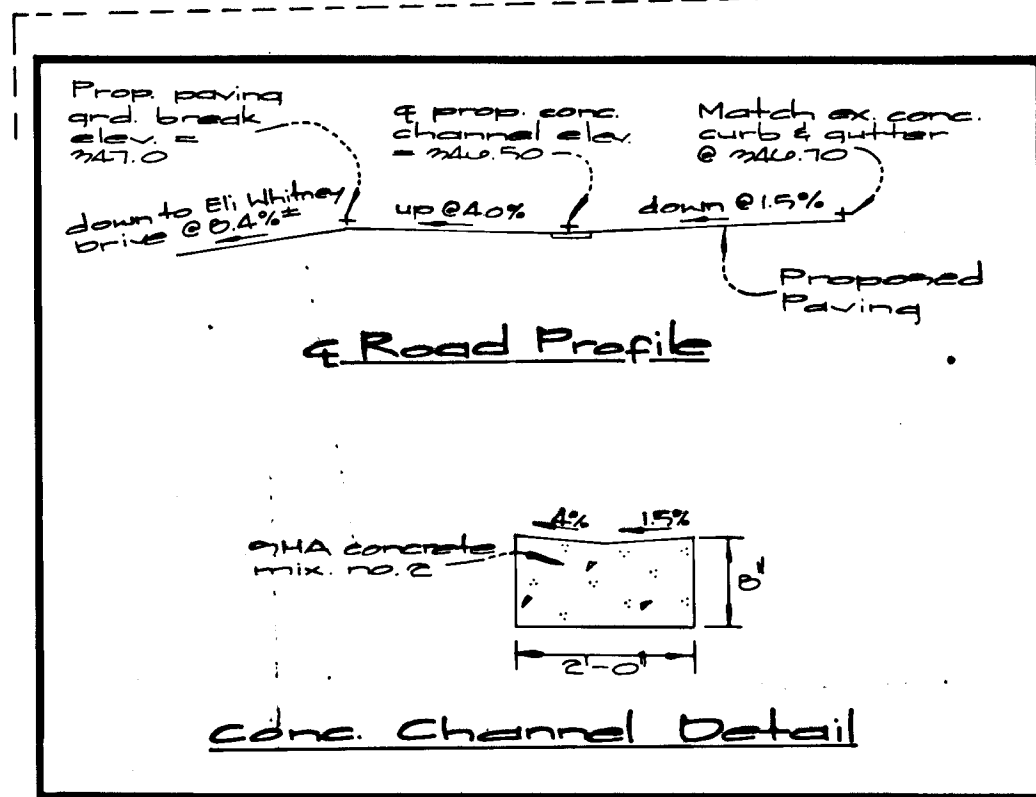 Prop. paving
grd. break
elev. =
347.0
℄ prop. conc.
channel elev.
= 346.50
Match ex. conc.
curb & gutter
@ 346.70
down to Eli Whitney
Drive @ 8.4%±
up @ 4.0%
down @ 1.5%
Proposed
Paving
℄ Road Profile
4%
1.5%
SHA concrete
mix. no. 2
8"
2'-0"
Conc. Channel Detail